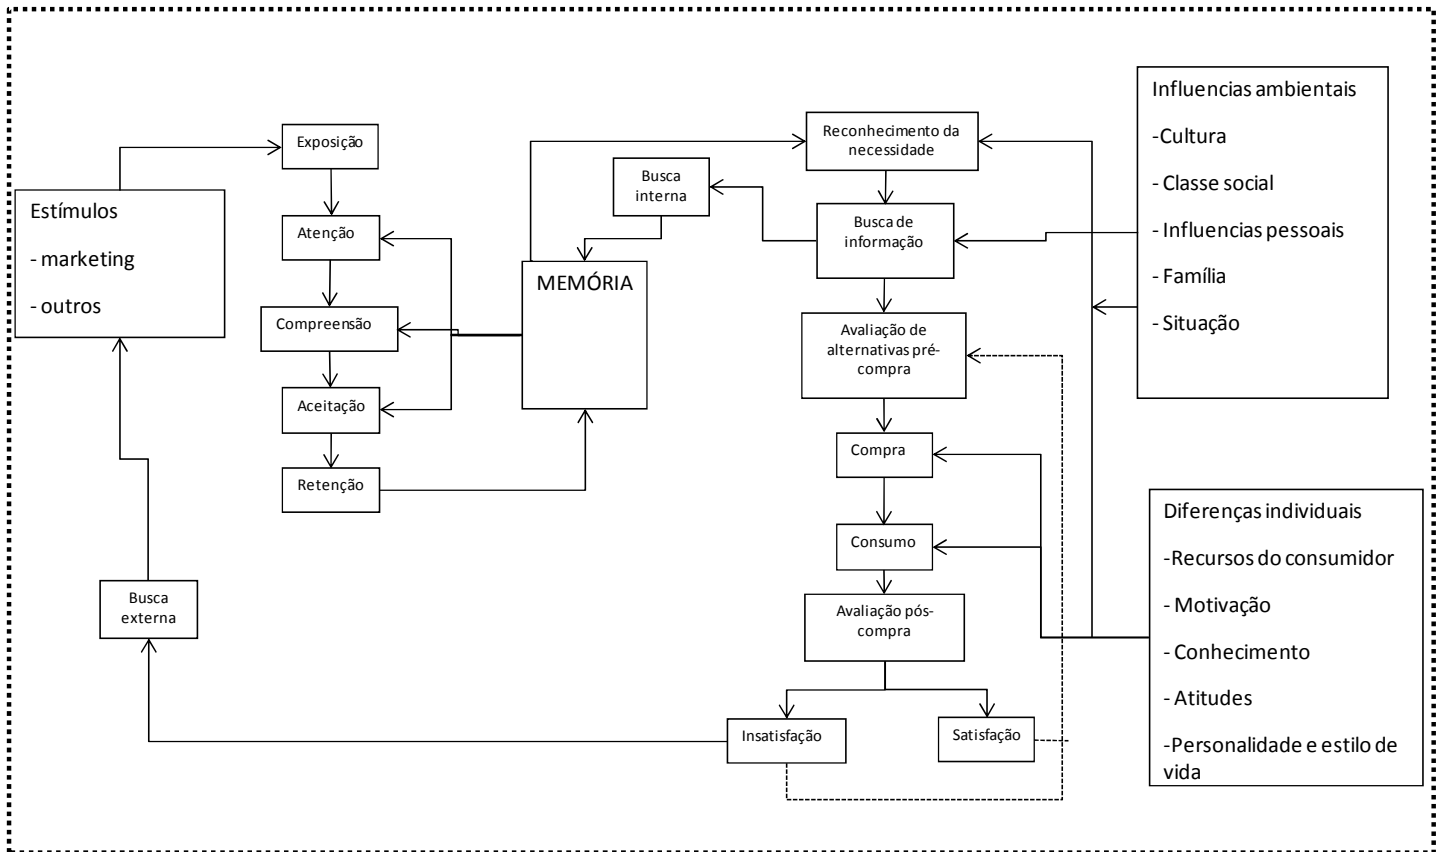 Estímulos
- marketing
- outros
Exposição
Atenção
Compreensão
Aceitação
Retenção
Busca
externa
Busca
interna
MEMÓRIA
Reconhecimento da
necessidade
Busca de
informação
Avaliação de
alternativas pré-
compra
Compra
Consumo
Avaliação pós-
compra
Insatisfação
Satisfação
Influencias ambientais
-Cultura
- Classe social
- Influencias pessoais
- Família
- Situação
Diferenças individuais
-Recursos do consumidor
- Motivação
- Conhecimento
- Atitudes
-Personalidade e estilo de
vida